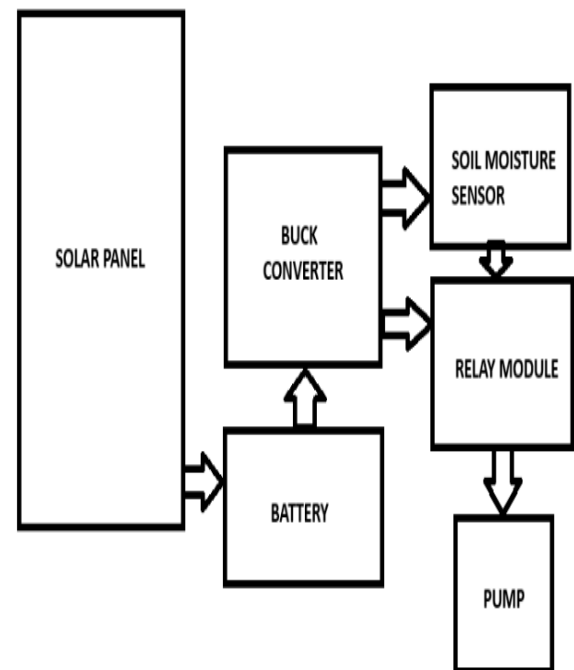 SOLAR PANEL
BUCK
CONVERTER
SOIL MOISTURE
SENSOR
RELAY MODULE
BATTERY
PUMP